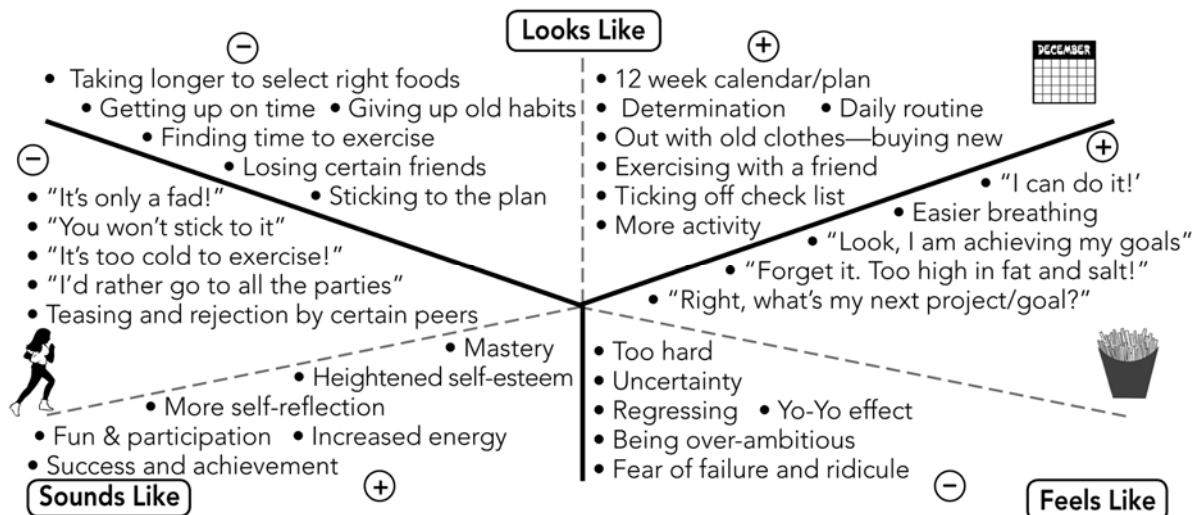 Looks Like
−
• Taking longer to select right foods
• Getting up on time • Giving up old habits
• Finding time to exercise
• Losing certain friends
• Sticking to the plan
+
• 12 week calendar/plan
• Determination • Daily routine
• Out with old clothes—buying new
• Exercising with a friend
• Ticking off check list
• More activity
DECEMBER
−
• “It’s only a fad!”
• “You won’t stick to it”
• “It’s too cold to exercise!”
• “I’d rather go to all the parties”
• Teasing and rejection by certain peers
+
• “I can do it!’
• Easier breathing
• “Look, I am achieving my goals”
• “Forget it. Too high in fat and salt!”
• “Right, what’s my next project/goal?”
• Mastery
• Heightened self-esteem
• More self-reflection
• Fun & participation • Increased energy
• Success and achievement
+
Sounds Like
• Too hard
• Uncertainty
• Regressing • Yo-Yo effect
• Being over-ambitious
• Fear of failure and ridicule
−
Feels Like